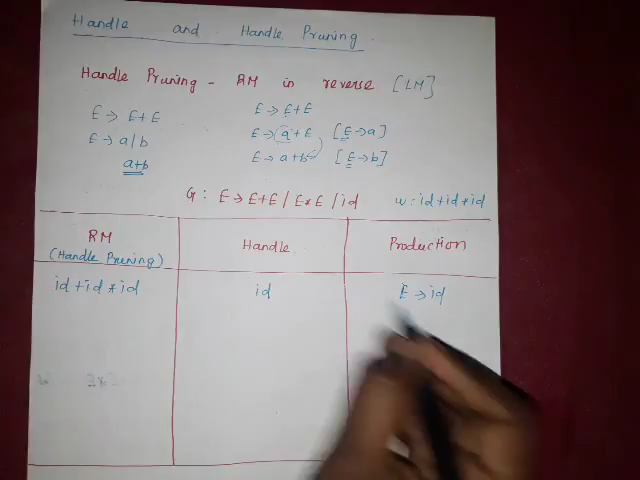 Handle and Handle Pruning
Handle Pruning - RM in reverse [LM]
E → E+E
E → a/b
a+b
E → E+E
E → a+E [E→a]
E → a+b [E→b]
G: E → E+E / E*E / id w: id+id*id
RM
(Handle Pruning)
Handle
Production
id+id*id
id
E → id